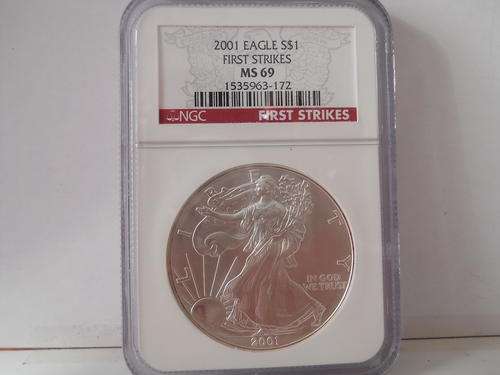 2001 EAGLE S$1
FIRST STRIKES
MS 69
1535963-172
NGC
FIRST STRIKES
LIBERTY
IN GOD
WE TRUST
2001